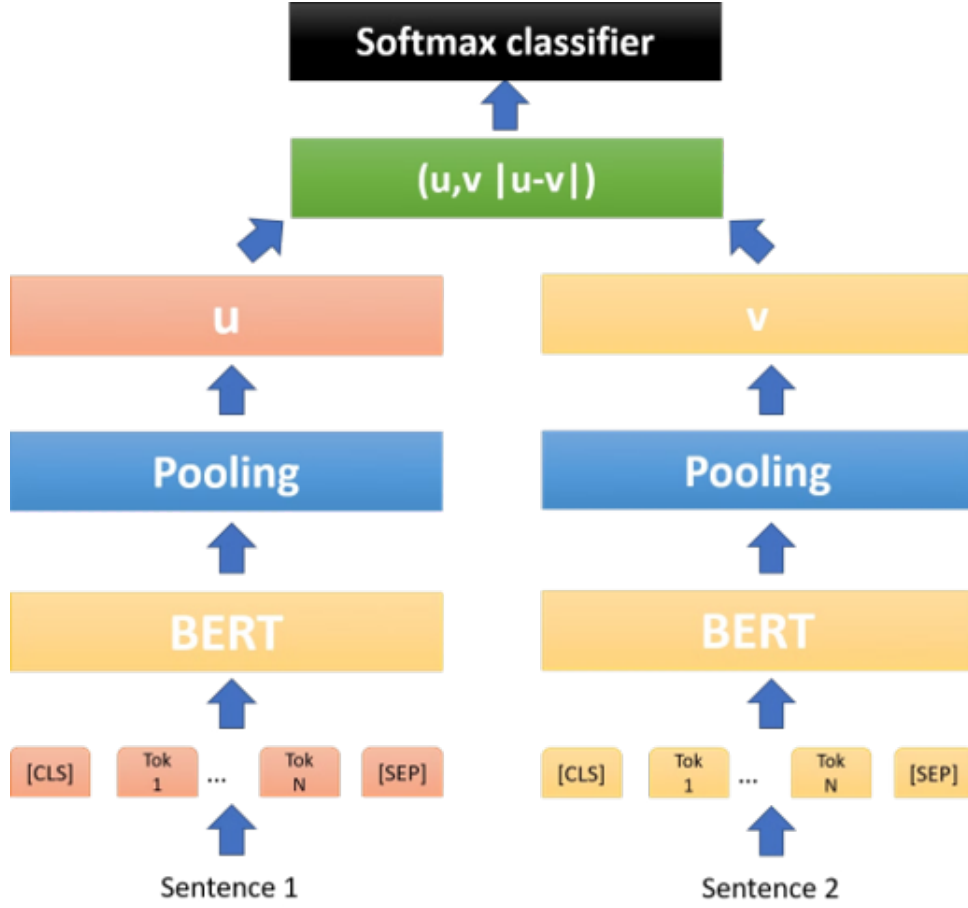 Softmax classifier
(u,v |u-v|)
u
v
Pooling
Pooling
BERT
BERT
[CLS]
Tok
1
...
Tok
N
[SEP]
[CLS]
Tok
1
...
Tok
N
[SEP]
Sentence 1
Sentence 2